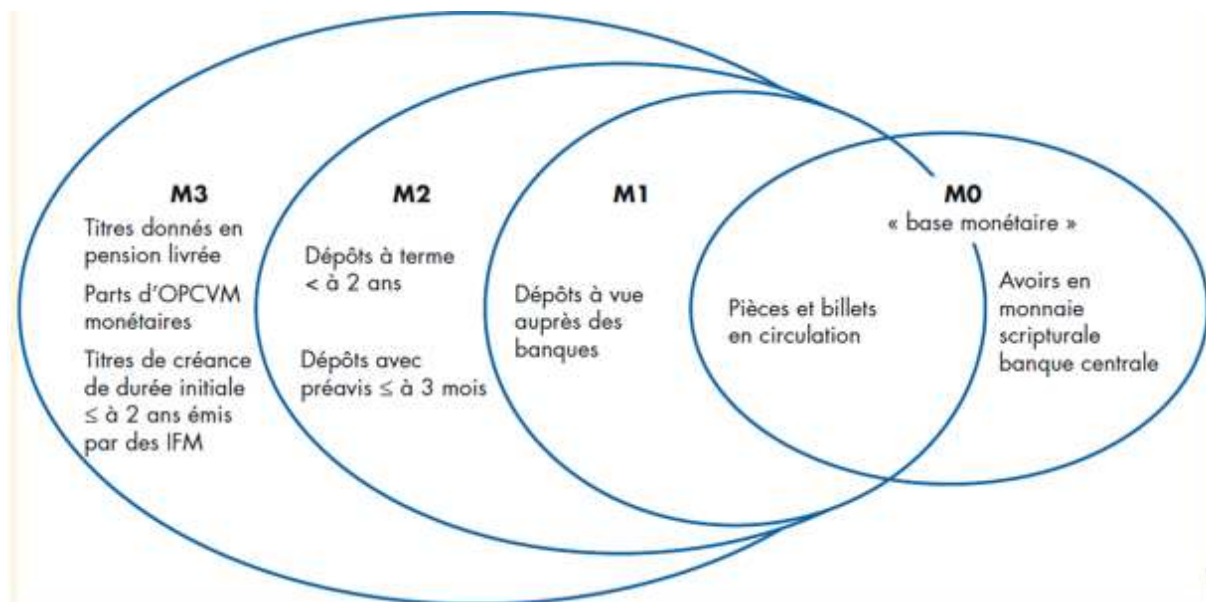 M3
Titres donnés en
pension livrée
Parts d'OPCVM
monétaires
Titres de créance
de durée initiale
≤ à 2 ans émis
par des IFM
M2
Dépôts à terme
< à 2 ans
Dépôts avec
préavis ≤ à 3 mois
M1
Dépôts à vue
auprès des
banques
M0
« base monétaire »
Pièces et billets
en circulation
Avoirs en
monnaie
scripturale
banque centrale